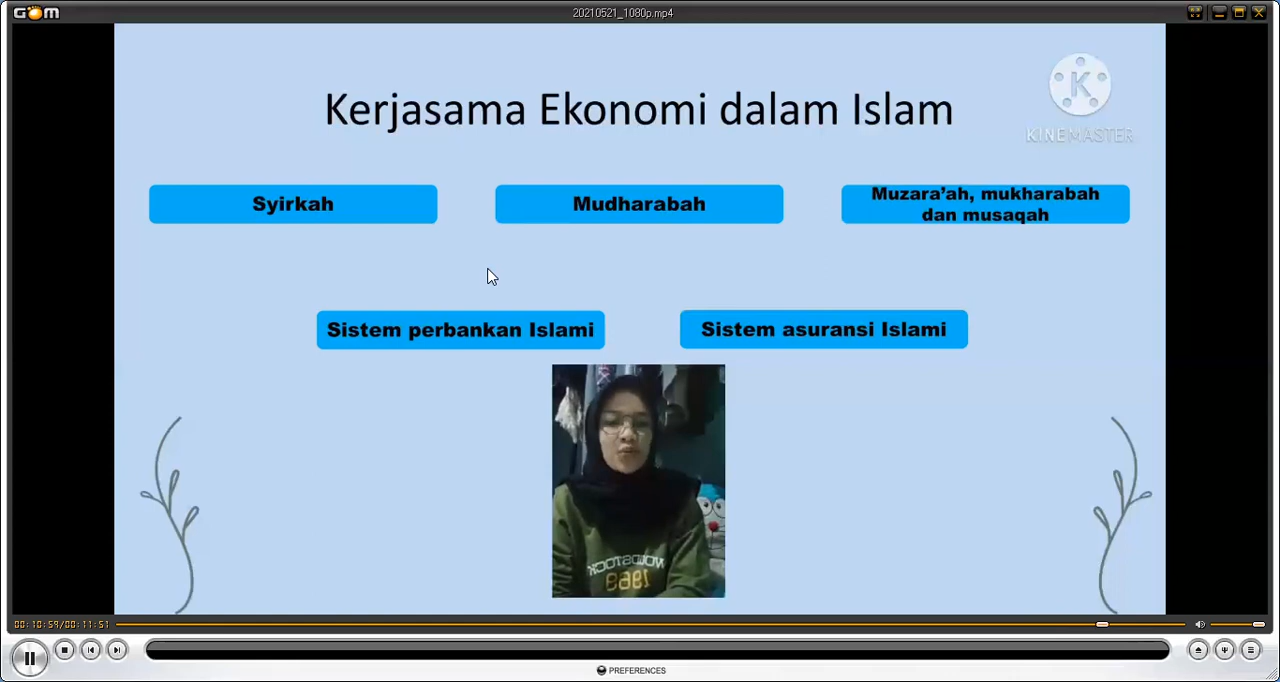 GOM
20210521_1080p.mp4
Kerjasama Ekonomi dalam Islam
KINEMASTER
Syirkah
Mudharabah
Muzara’ah, mukharabah
dan musaqah
Sistem perbankan Islami
Sistem asuransi Islami
WOODSTOCK
1969
00:10:59/00:11:51
PREFERENCES